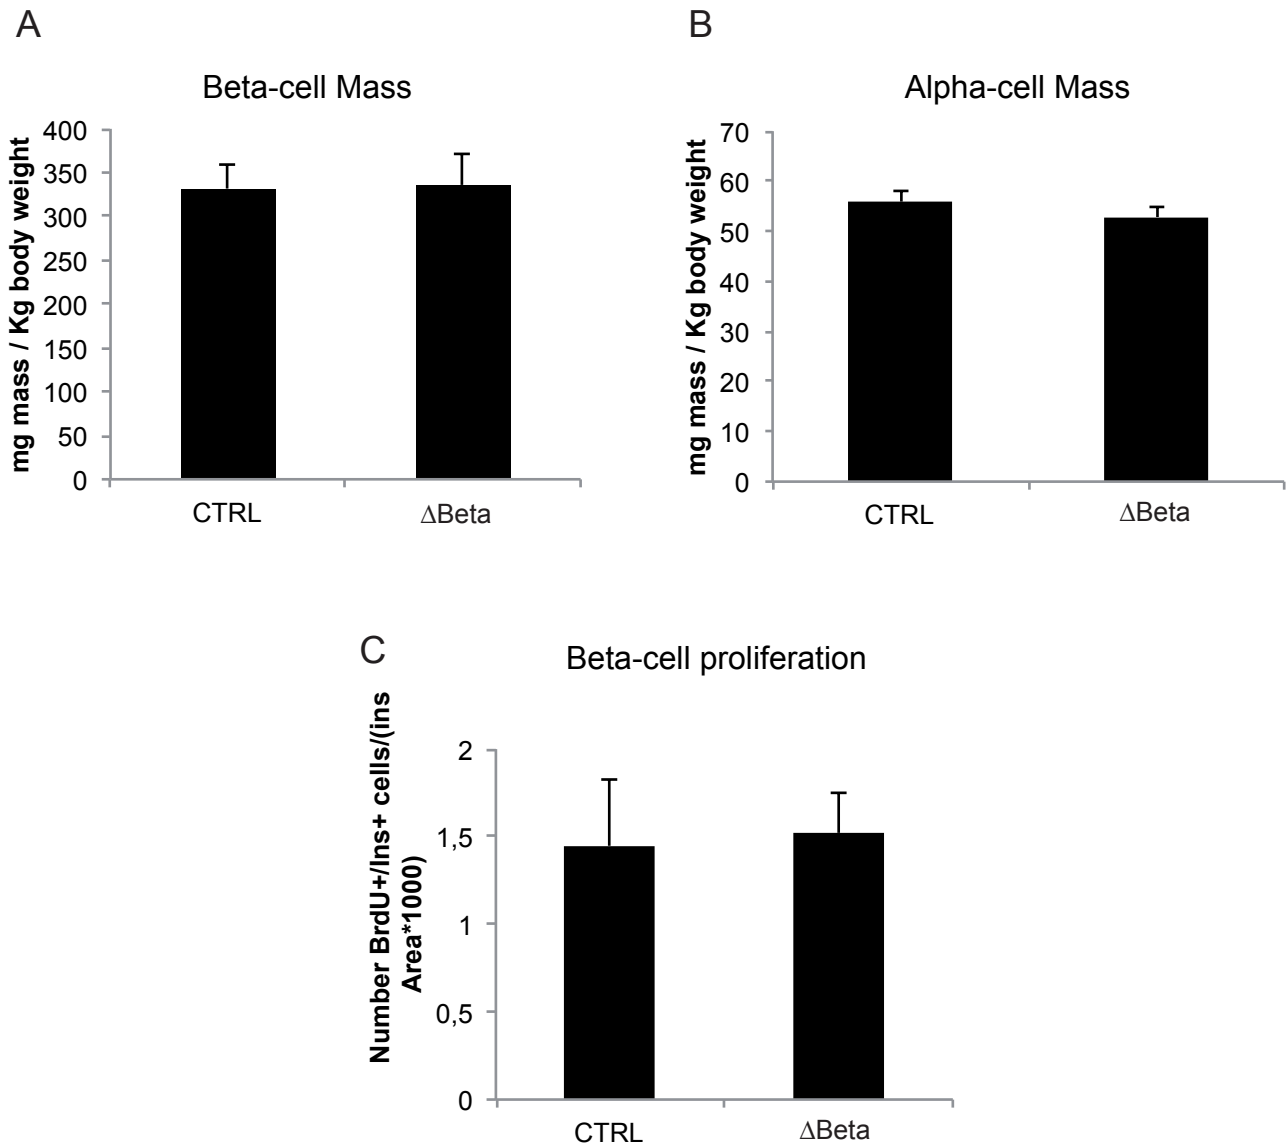 A
Beta-cell Mass
mg mass / Kg body weight
400
350
300
250
200
150
100
50
0
CTRL
ΔBeta
B
Alpha-cell Mass
mg mass / Kg body weight
70
60
50
40
30
20
10
0
CTRL
ΔBeta
C
Beta-cell proliferation
Number BrdU+/Ins+ cells/(ins
Area*1000)
2
1,5
1
0,5
0
CTRL
ΔBeta